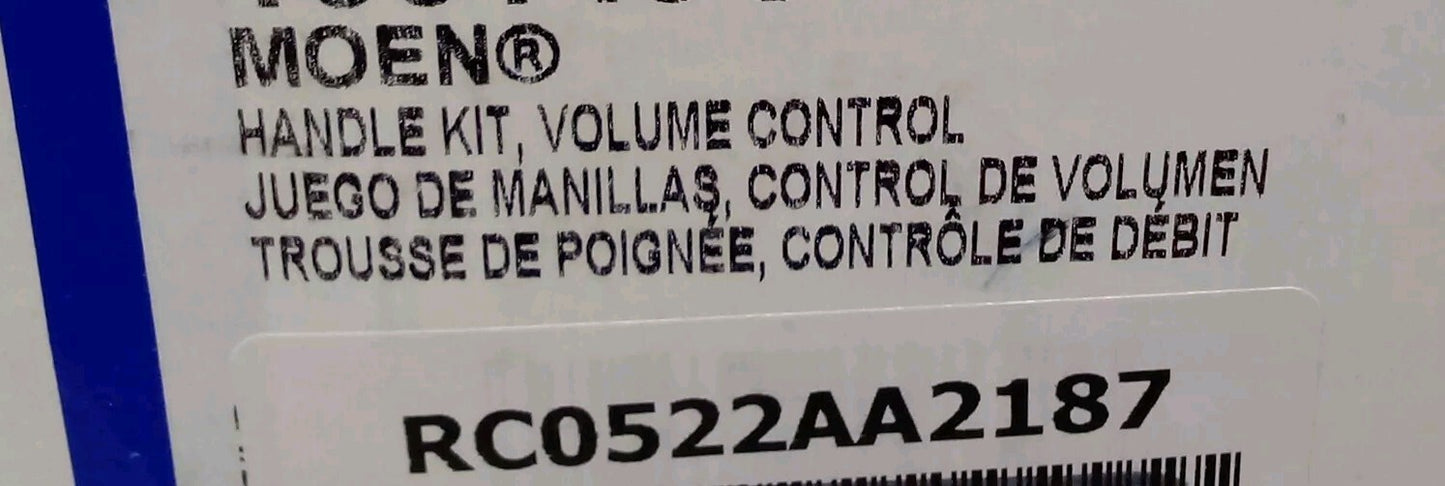 MOEN®
HANDLE KIT, VOLUME CONTROL
JUEGO DE MANILLAS, CONTROL DE VOLUMEN
TROUSSE DE POIGNÉE, CONTRÔLE DE DÉBIT
RC0522AA2187